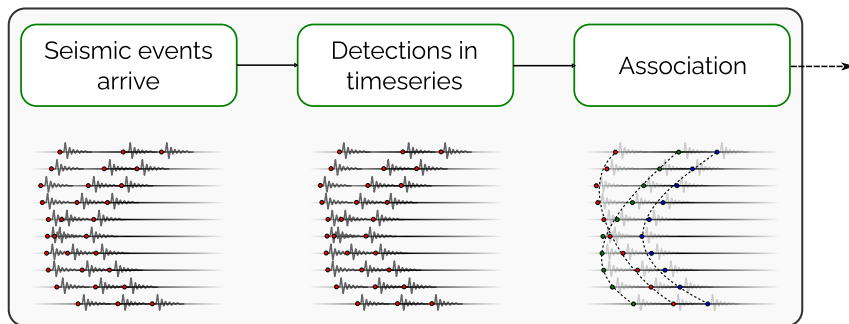 Seismic events
arrive
Detections in
timeseries
Association